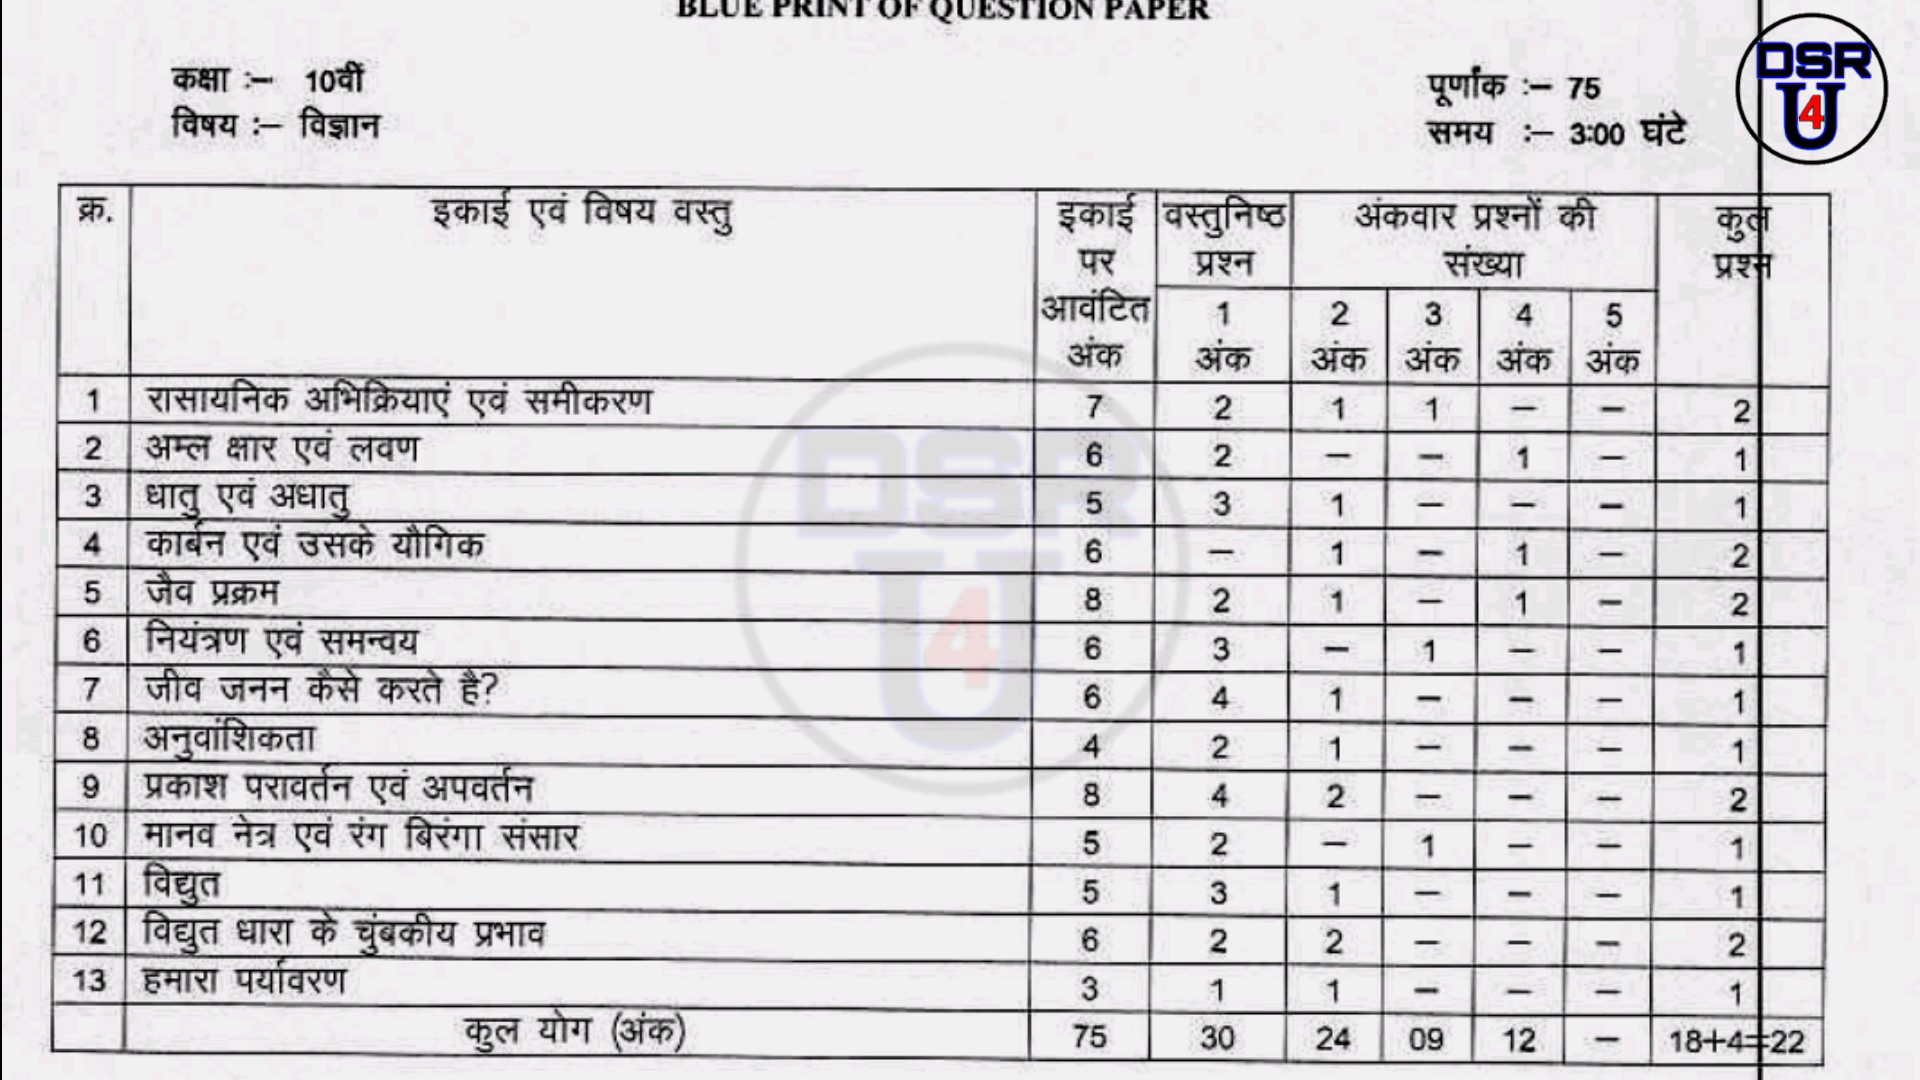 BLUE PRINT OF QUESTION PAPER
कक्षा :– 10वीं
पूर्णांक :– 75
विषय :– विज्ञान
समय :– 3:00 घंटे
DSR
U
4
क्र. इकाई एवं विषय वस्तु इकाई वस्तुनिष्ठ अंकवार प्रश्नों की कुल
पर प्रश्न संख्या प्रश्न
आवंटित 1 2 3 4 5
अंक अंक अंक अंक अंक अंक
1 रासायनिक अभिक्रियाएं एवं समीकरण 7 2 1 1 – – 2
2 अम्ल क्षार एवं लवण 6 2 – – 1 – 1
3 धातु एवं अधातु 5 3 1 – – – 1
4 कार्बन एवं उसके यौगिक 6 – 1 – 1 – 2
5 जैव प्रक्रम 8 2 1 – 1 – 2
6 नियंत्रण एवं समन्वय 6 3 – 1 – – 1
7 जीव जनन कैसे करते है? 6 4 1 – – – 1
8 अनुवांशिकता 4 2 1 – – – 1
9 प्रकाश परावर्तन एवं अपवर्तन 8 4 2 – – – 2
10 मानव नेत्र एवं रंग बिरंगा संसार 5 2 – 1 – – 1
11 विद्युत 5 3 1 – – – 1
12 विद्युत धारा के चुंबकीय प्रभाव 6 2 2 – – – 2
13 हमारा पर्यावरण 3 1 1 – – – 1
कुल योग (अंक) 75 30 24 09 12 – 18+4=22
DSR
U
4